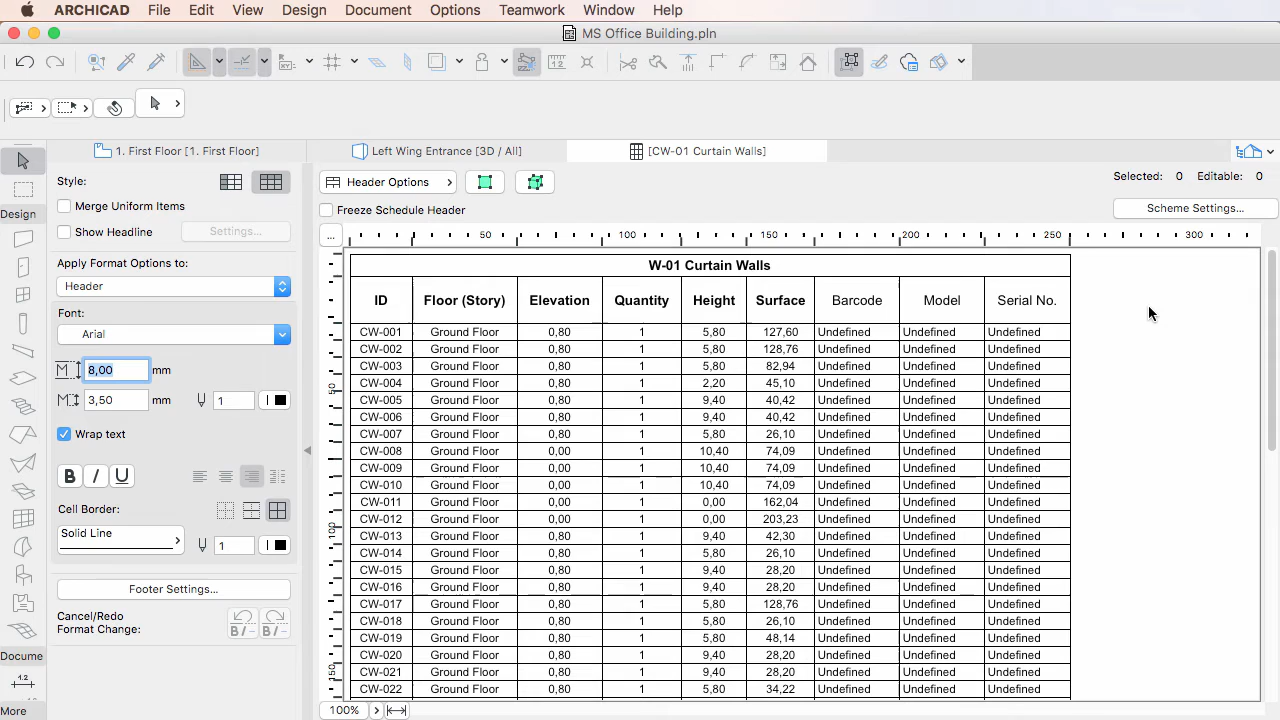 ARCHICAD File Edit View Design Document Options Teamwork Window Help
MS Office Building.pln
1. First Floor [1. First Floor] Left Wing Entrance [3D / All] [CW-01 Curtain Walls]
Style: Header Options Selected: 0 Editable: 0
Merge Uniform Items Freeze Schedule Header Scheme Settings...
Design
Show Headline Settings... ... 50 100 150 200 250 300
Apply Format Options to: W-01 Curtain Walls
Header ID Floor (Story) Elevation Quantity Height Surface Barcode Model Serial No.
Font:
Arial CW-001 Ground Floor 0,80 1 5,80 127,60 Undefined Undefined Undefined
CW-002 Ground Floor 0,80 1 5,80 128,76 Undefined Undefined Undefined
8,00 mm CW-003 Ground Floor 0,80 1 5,80 82,94 Undefined Undefined Undefined
50 CW-004 Ground Floor 0,80 1 2,20 45,10 Undefined Undefined Undefined
3,50 mm 1 CW-005 Ground Floor 0,80 1 9,40 40,42 Undefined Undefined Undefined
CW-006 Ground Floor 0,80 1 9,40 40,42 Undefined Undefined Undefined
Wrap text CW-007 Ground Floor 0,80 1 5,80 26,10 Undefined Undefined Undefined
CW-008 Ground Floor 0,00 1 10,40 74,09 Undefined Undefined Undefined
B I U CW-009 Ground Floor 0,00 1 10,40 74,09 Undefined Undefined Undefined
CW-010 Ground Floor 0,00 1 10,40 74,09 Undefined Undefined Undefined
Cell Border: CW-011 Ground Floor 0,00 1 0,00 162,04 Undefined Undefined Undefined
100 CW-012 Ground Floor 0,00 1 0,00 203,23 Undefined Undefined Undefined
Solid Line 1 CW-013 Ground Floor 0,80 1 9,40 42,30 Undefined Undefined Undefined
CW-014 Ground Floor 0,80 1 5,80 26,10 Undefined Undefined Undefined
CW-015 Ground Floor 0,80 1 9,40 28,20 Undefined Undefined Undefined
Footer Settings... CW-016 Ground Floor 0,80 1 9,40 28,20 Undefined Undefined Undefined
Cancel/Redo CW-017 Ground Floor 0,80 1 5,80 128,76 Undefined Undefined Undefined
Format Change: B/ B/ CW-018 Ground Floor 0,80 1 5,80 26,10 Undefined Undefined Undefined
CW-019 Ground Floor 0,80 1 5,80 48,14 Undefined Undefined Undefined
Docume CW-020 Ground Floor 0,80 1 9,40 28,20 Undefined Undefined Undefined
1.2 150 CW-021 Ground Floor 0,80 1 9,40 28,20 Undefined Undefined Undefined
CW-022 Ground Floor 0,80 1 5,80 34,22 Undefined Undefined Undefined
More 100%